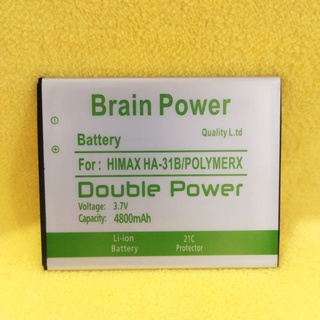 Brain Power
Quality L.td
Battery
For : HIMAX HA-31B/POLYMERX
Double Power
Voltage: 3.7V
Capacity: 4800mAh
Li-ion 21C
Battery Protector